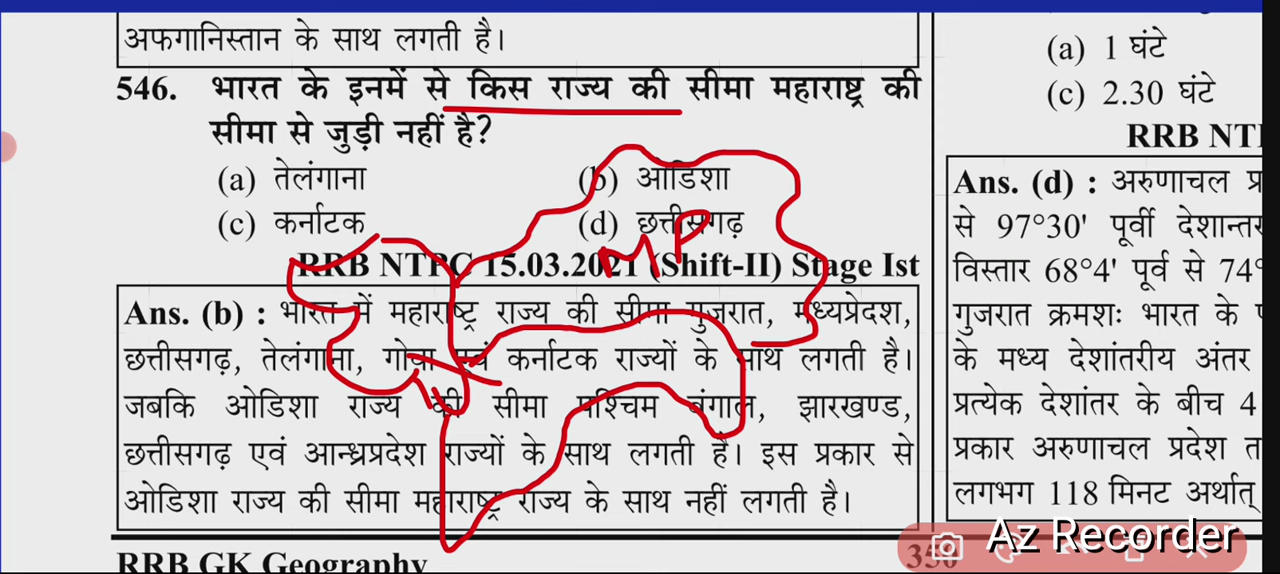 अफगानिस्तान के साथ लगती है।
546. भारत के इनमें से किस राज्य की सीमा महाराष्ट्र की
सीमा से जुड़ी नहीं है?
(a) तेलंगाना (b) ओडिशा
(c) कर्नाटक (d) छत्तीसगढ़
MP
RRB NTPC 15.03.2021 (Shift-II) Stage Ist
Ans. (b) : भारत में महाराष्ट्र राज्य की सीमा गुजरात, मध्यप्रदेश,
छत्तीसगढ़, तेलंगाना, गोवा एवं कर्नाटक राज्यों के साथ लगती है।
जबकि ओडिशा राज्य की सीमा पश्चिम बंगाल, झारखण्ड,
छत्तीसगढ़ एवं आन्ध्रप्रदेश राज्यों के साथ लगती है। इस प्रकार से
ओडिशा राज्य की सीमा महाराष्ट्र राज्य के साथ नहीं लगती है।
RRB GK Geography 350
(a) 1 घंटे
(c) 2.30 घंटे
RRB NT
Ans. (d) : अरुणाचल प्र
से 97°30' पूर्वी देशान्तर
विस्तार 68°4' पूर्व से 74°
गुजरात क्रमशः भारत के
के मध्य देशांतरीय अंतर
प्रत्येक देशांतर के बीच 4
प्रकार अरुणाचल प्रदेश त
लगभग 118 मिनट अर्थात्
Az Recorder